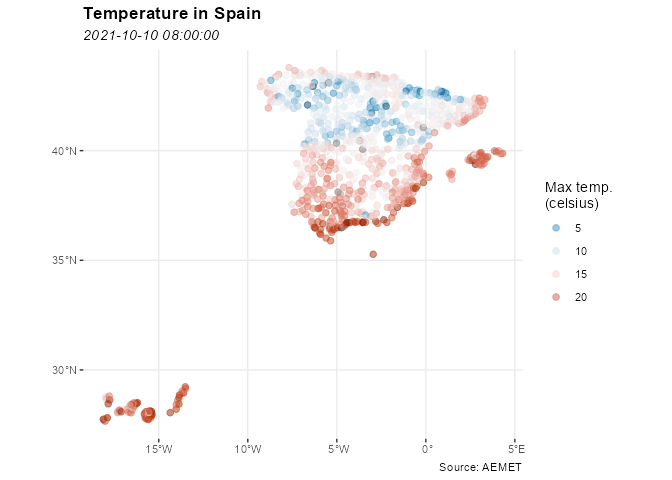 Temperature in Spain
2021-10-10 08:00:00
40°N
35°N
30°N
15°W
10°W
5°W
0°
5°E
Max temp.
(celsius)
5
10
15
20
Source: AEMET